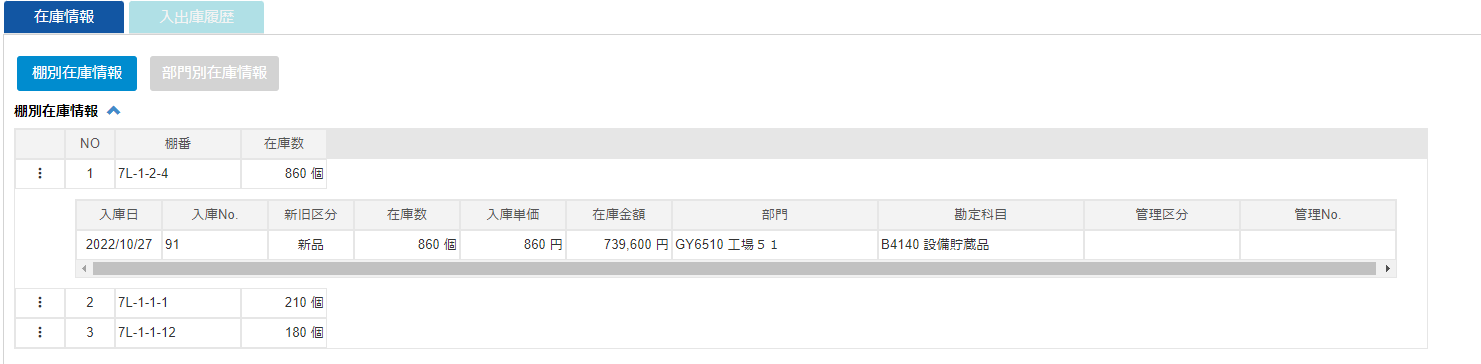 在庫情報 入出庫履歴
棚別在庫情報 部門別在庫情報
棚別在庫情報
NO 棚番 在庫数
1 7L-1-2-4 860 個
入庫日 入庫No. 新旧区分 在庫数 入庫単価 在庫金額 部門 勘定科目 管理区分 管理No.
2022/10/27 91 新品 860 個 860 円 739,600 円 GY6510 工場５１ B4140 設備貯蔵品
2 7L-1-1-1 210 個
3 7L-1-1-12 180 個